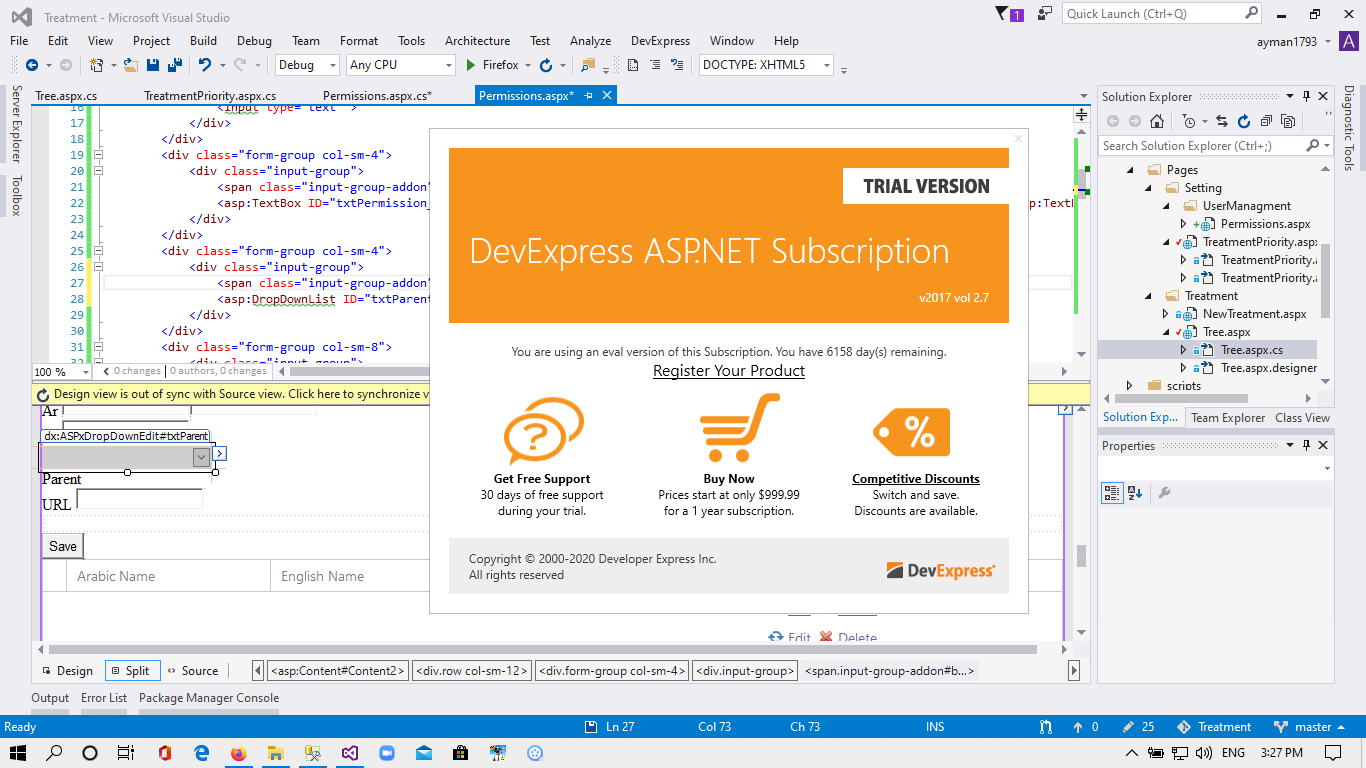 Treatment - Microsoft Visual Studio
1
Quick Launch (Ctrl+Q)
File Edit View Project Build Debug Team Format Tools Architecture Test Analyze DevExpress Window Help
ayman1793 A
Debug Any CPU Firefox DOCTYPE: XHTML5
Server Explorer
Toolbox
Tree.aspx.cs TreatmentPriority.aspx.cs Permissions.aspx.cs* Permissions.aspx*
16 <input type="text"
17 </div>
18 </div>
19 <div class="form-group col-sm-4">
20 <div class="input-group">
21 <span class="input-group-addon"
22 <asp:TextBox ID="txtPermission_ p:TextB
23 </div>
24 </div>
25 <div class="form-group col-sm-4">
26 <div class="input-group">
27 <span class="input-group-addon"
28 <asp:DropDownList ID="txtParent
29 </div>
30 </div>
31 <div class="form-group col-sm-8">
32 <div class="input-group">
100 % 0 changes 0 authors, 0 changes
Design view is out of sync with Source view. Click here to synchronize v
Ar
dx:ASPxDropDownEdit#txtParent
Parent
URL
Save
Arabic Name English Name
Edit Delete
TRIAL VERSION
DevExpress ASP.NET Subscription
v2017 vol 2.7
You are using an eval version of this Subscription. You have 6158 day(s) remaining.
Register Your Product
Get Free Support
30 days of free support
during your trial.
Buy Now
Prices start at only $999.99
for a 1 year subscription.
%
Competitive Discounts
Switch and save.
Discounts are available.
Copyright © 2000-2020 Developer Express Inc.
All rights reserved
DevExpress
Design Split Source <asp:Content#Content2> <div.row col-sm-12> <div.form-group col-sm-4> <div.input-group> <span.input-group-addon#b...>
Output Error List Package Manager Console
Solution Explorer
Search Solution Explorer (Ctrl+;)
Pages
Setting
UserManagment
Permissions.aspx
TreatmentPriority.aspx
TreatmentPriority.a
TreatmentPriority.a
Treatment
NewTreatment.aspx
Tree.aspx
Tree.aspx.cs
Tree.aspx.designer
scripts
Solution Exp... Team Explorer Class View
Properties
Diagnostic Tools
Ready Ln 27 Col 73 Ch 73 INS 0 25 Treatment master
ENG 3:27 PM